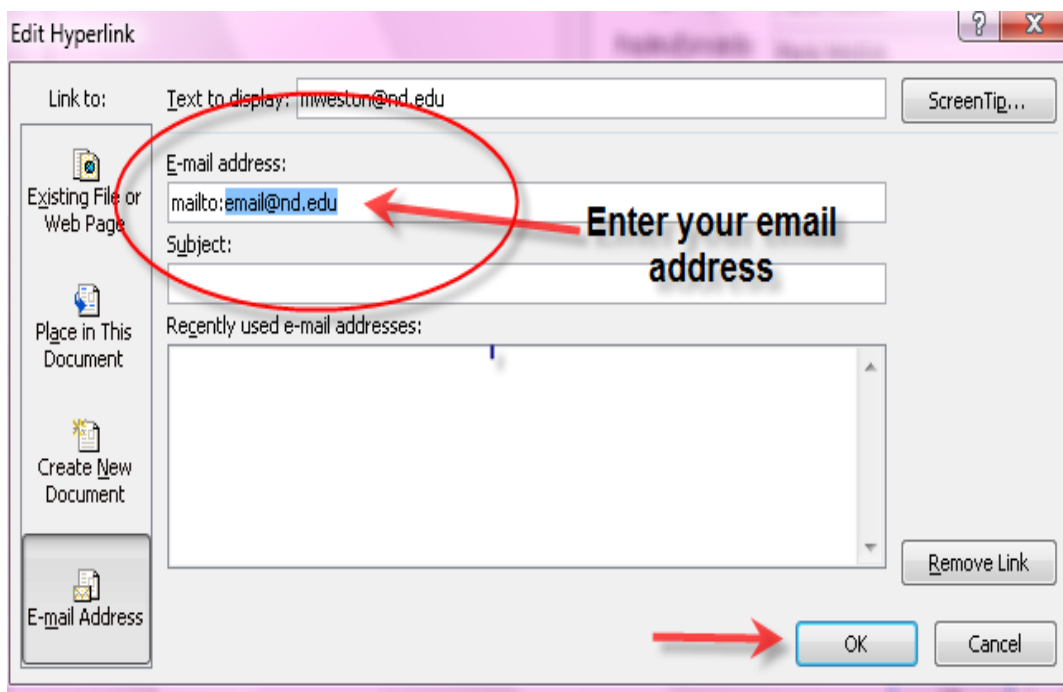 Edit Hyperlink
Link to:
Text to display:
mweston@nd.edu
ScreenTip...
Existing File or
Web Page
E-mail address:
mailto:email@nd.edu
Enter your email
address
Subject:
Place in This
Document
Recently used e-mail addresses:
Create New
Document
E-mail Address
Remove Link
OK
Cancel